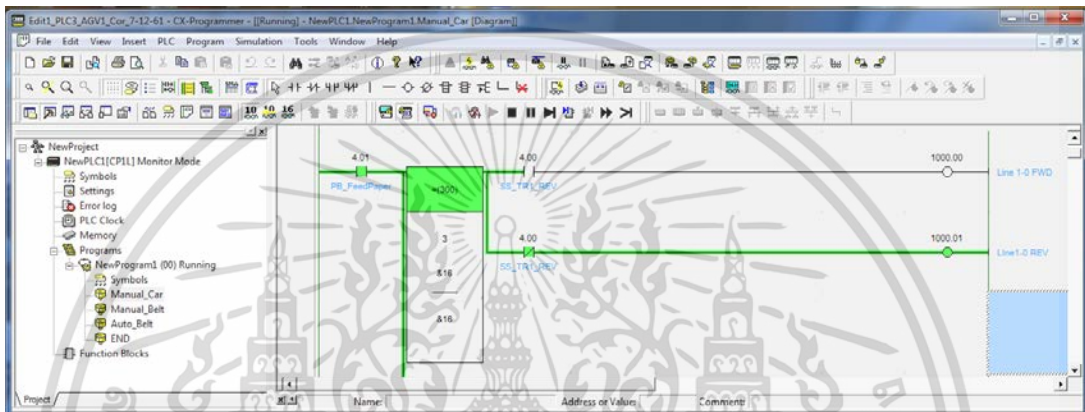 Edit1_PLC3_AGV1_Cor_7-12-61 - CX-Programmer - [[Running] - NewPLC1.NewProgram1.Manual_Car [Diagram]]
File Edit View Insert PLC Program Simulation Tools Window Help
NewProject
NewPLC1[CP1L] Monitor Mode
Symbols
Settings
Error log
PLC Clock
Memory
Programs
NewProgram1 (00) Running
Symbols
Manual_Car
Manual_Belt
Auto_Belt
END
Function Blocks
Project
4.01
PB_FeedPaper
=(300)
3
&16
&16
4.00
SS_TR1_REV
1000.00
Line 1-0 FWD
4.00
SS_TR1_REV
1000.01
Line1-0 REV
Name:
Address or Value:
Comment: